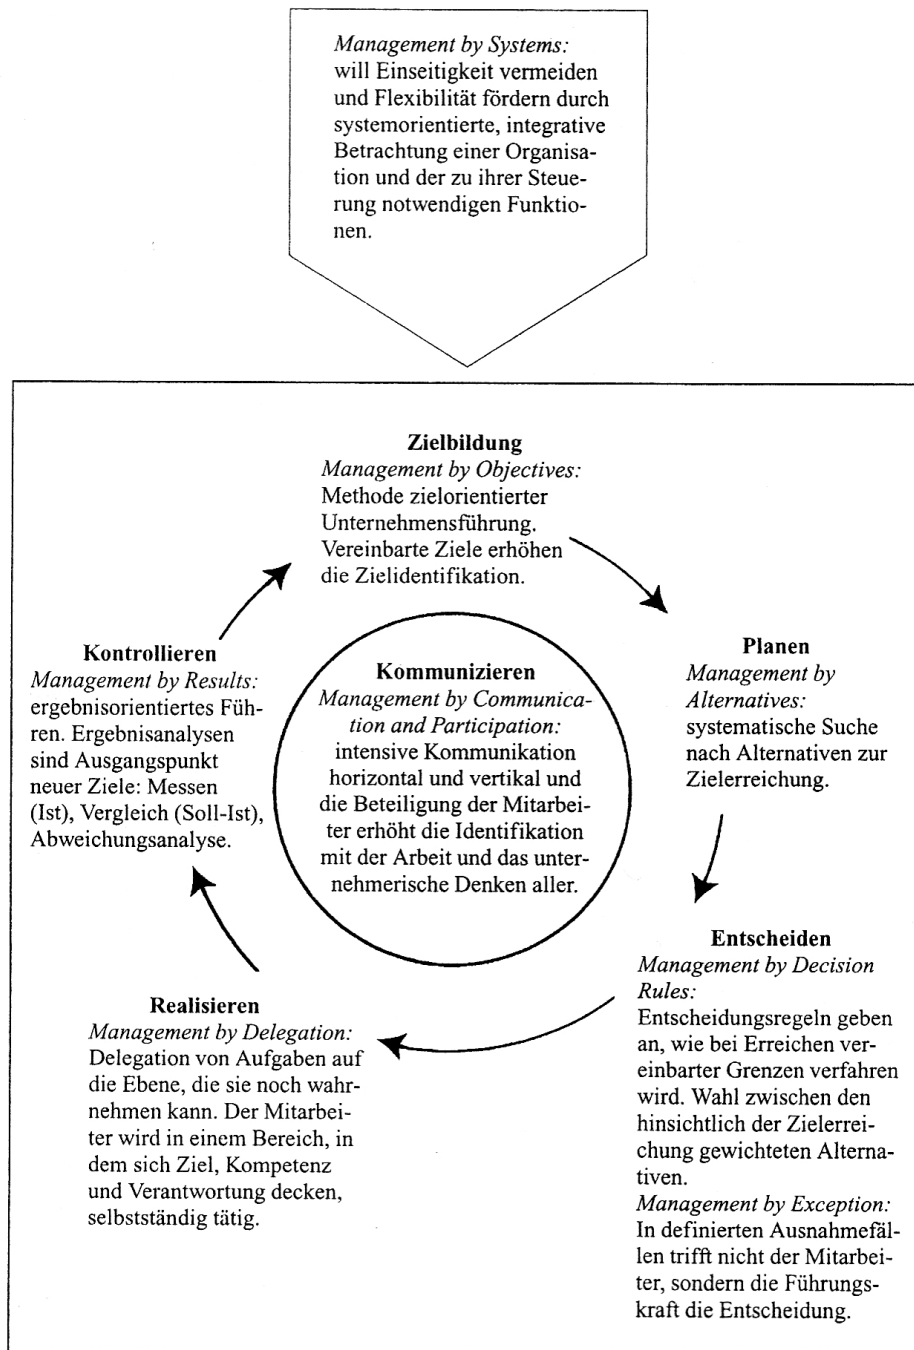 Management by Systems:
will Einseitigkeit vermeiden
und Flexibilität fördern durch
systemorientierte, integrative
Betrachtung einer Organisa-
tion und der zu ihrer Steue-
rung notwendigen Funktio-
nen.
Zielbildung
Management by Objectives:
Methode zielorientierter
Unternehmensführung.
Vereinbarte Ziele erhöhen
die Zielidentifikation.
Planen
Management by
Alternatives:
systematische Suche
nach Alternativen zur
Zielerreichung.
Entscheiden
Management by Decision
Rules:
Entscheidungsregeln geben
an, wie bei Erreichen ver-
einbarter Grenzen verfahren
wird. Wahl zwischen den
hinsichtlich der Zielerrei-
chung gewichteten Alterna-
tiven.
Management by Exception:
In definierten Ausnahmefäl-
len trifft nicht der Mitarbei-
ter, sondern die Führungs-
kraft die Entscheidung.
Realisieren
Management by Delegation:
Delegation von Aufgaben auf
die Ebene, die sie noch wahr-
nehmen kann. Der Mitarbei-
ter wird in einem Bereich, in
dem sich Ziel, Kompetenz
und Verantwortung decken,
selbstständig tätig.
Kontrollieren
Management by Results:
ergebnisorientiertes Füh-
ren. Ergebnisanalysen
sind Ausgangspunkt
neuer Ziele: Messen
(Ist), Vergleich (Soll-Ist),
Abweichungsanalyse.
Kommunizieren
Management by Communica-
tion and Participation:
intensive Kommunikation
horizontal und vertikal und
die Beteiligung der Mitarbei-
ter erhöht die Identifikation
mit der Arbeit und das unter-
nehmerische Denken aller.